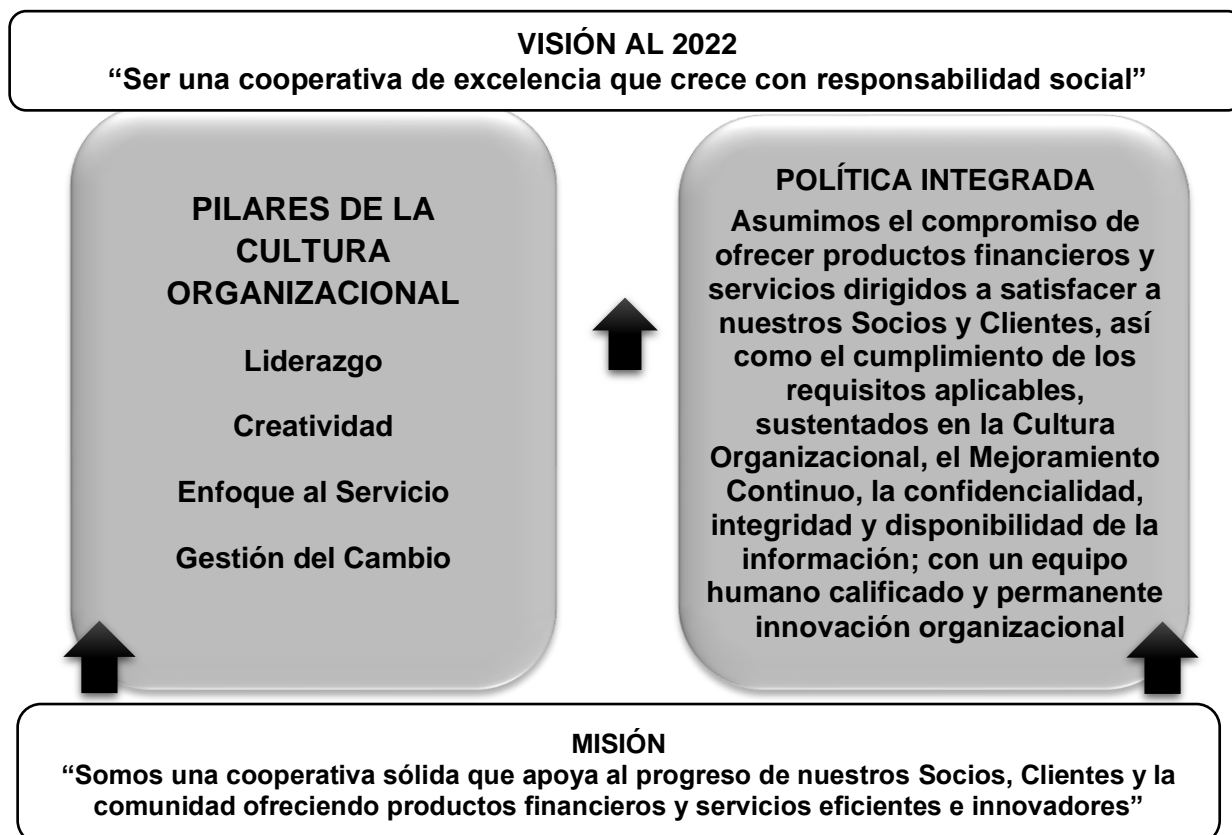 VISIÓN AL 2022
“Ser una cooperativa de excelencia que crece con responsabilidad social”
PILARES DE LA
CULTURA
ORGANIZACIONAL
Liderazgo
Creatividad
Enfoque al Servicio
Gestión del Cambio
POLÍTICA INTEGRADA
Asumimos el compromiso de
ofrecer productos financieros y
servicios dirigidos a satisfacer a
nuestros Socios y Clientes, así
como el cumplimiento de los
requisitos aplicables,
sustentados en la Cultura
Organizacional, el Mejoramiento
Continuo, la confidencialidad,
integridad y disponibilidad de la
información; con un equipo
humano calificado y permanente
innovación organizacional
MISIÓN
“Somos una cooperativa sólida que apoya al progreso de nuestros Socios, Clientes y la
comunidad ofreciendo productos financieros y servicios eficientes e innovadores”